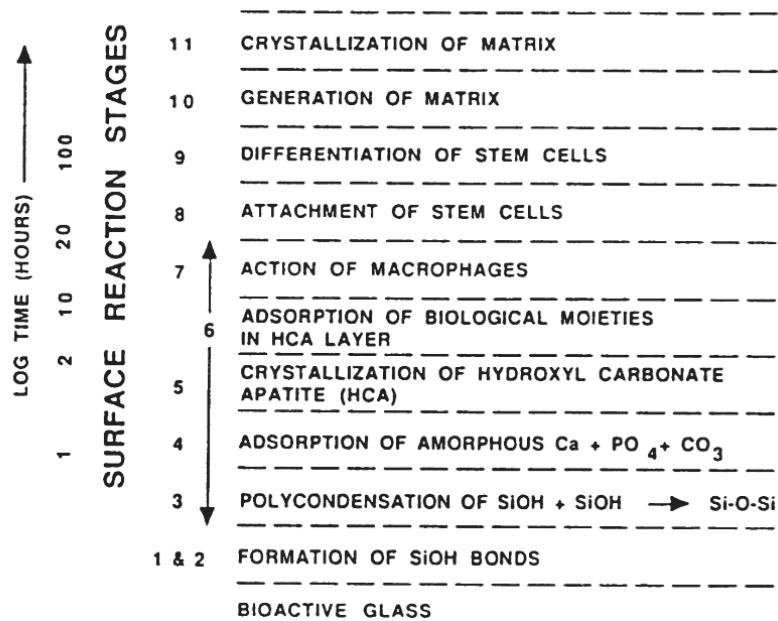 LOG TIME (HOURS)
1 2 10 20 100
SURFACE REACTION STAGES
11 CRYSTALLIZATION OF MATRIX
10 GENERATION OF MATRIX
9 DIFFERENTIATION OF STEM CELLS
8 ATTACHMENT OF STEM CELLS
7 ACTION OF MACROPHAGES
6 ADSORPTION OF BIOLOGICAL MOIETIES
IN HCA LAYER
5 CRYSTALLIZATION OF HYDROXYL CARBONATE
APATITE (HCA)
4 ADSORPTION OF AMORPHOUS Ca + PO4 + CO3
3 POLYCONDENSATION OF SiOH + SiOH → Si-O-Si
1 & 2 FORMATION OF SiOH BONDS
BIOACTIVE GLASS